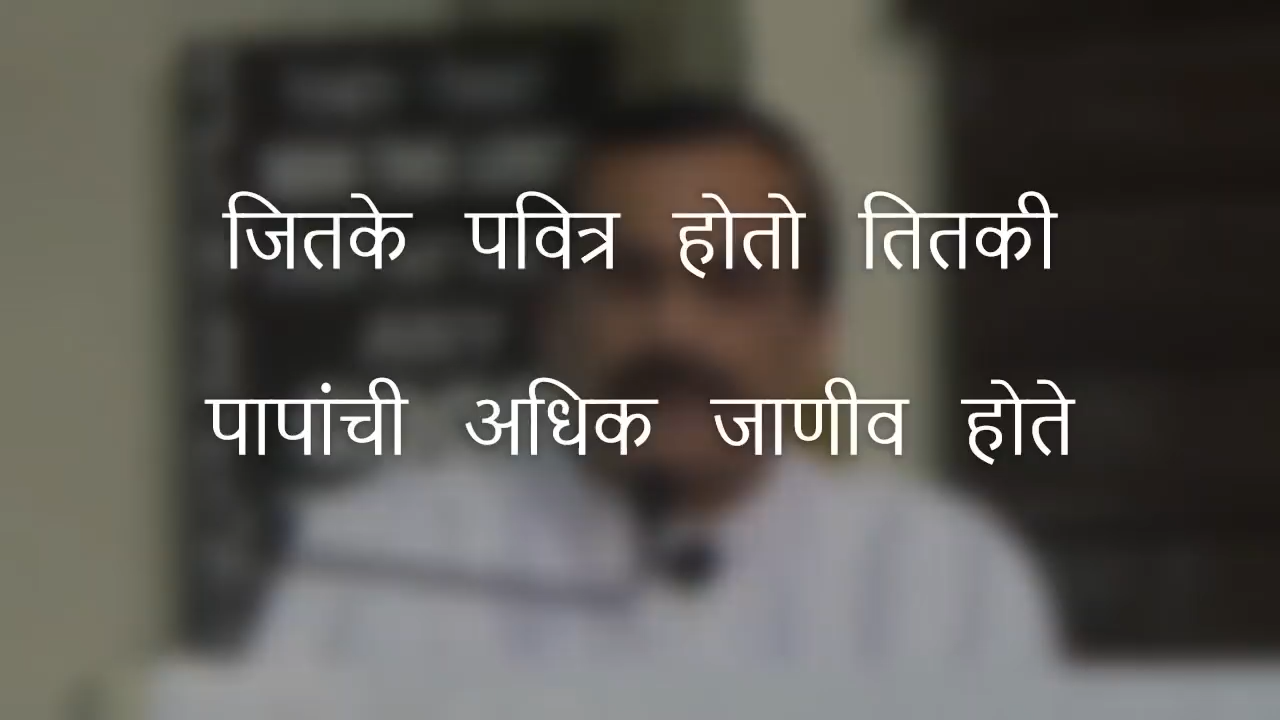 जितके पवित्र होतो तितकी
पापांची अधिक जाणीव होते